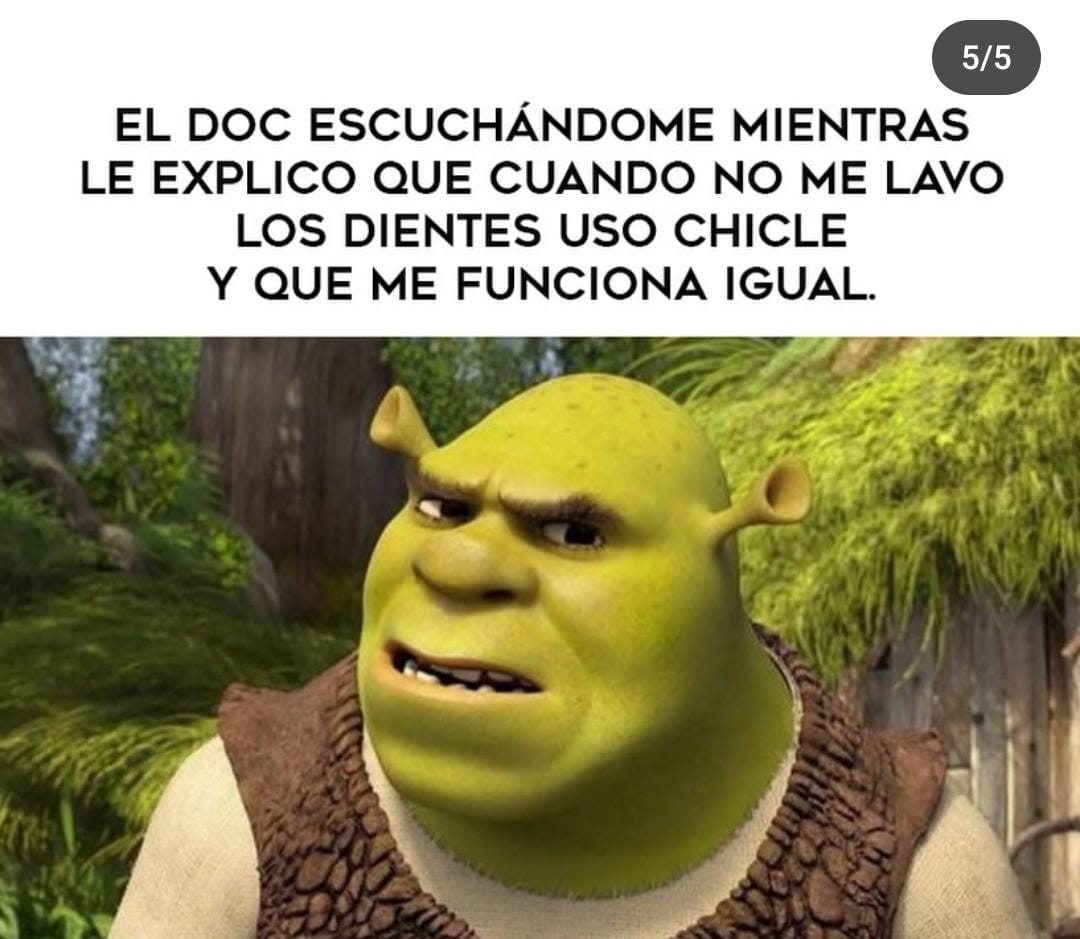 5/5
EL DOC ESCUCHÁNDOME MIENTRAS
LE EXPLICO QUE CUANDO NO ME LAVO
LOS DIENTES USO CHICLE
Y QUE ME FUNCIONA IGUAL.